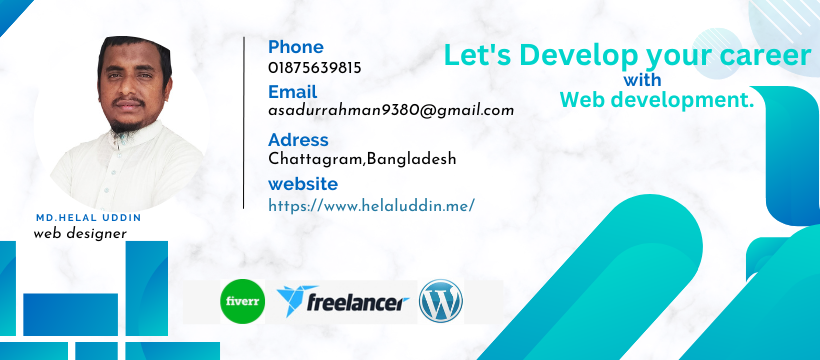 Phone
01875639815
Email
asadurrahman9380@gmail.com
Adress
Chattagram,Bangladesh
website
https://www.helaluddin.me/
Let's Develop your career
with
Web development.
MD.HELAL UDDIN
web designer
fiverr
freelancer
W